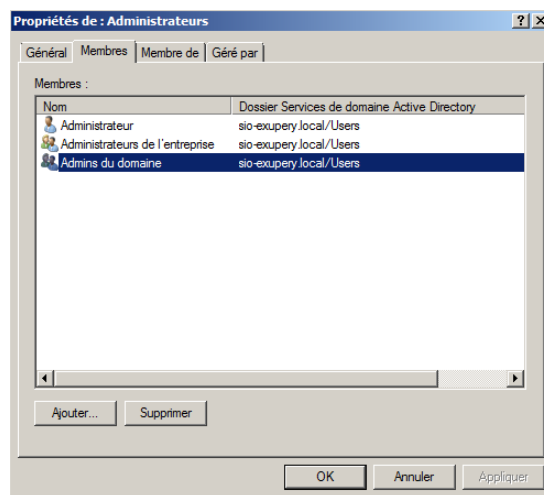 Propriétés de : Administrateurs
Général Membres Membre de Géré par
Membres :
Nom Dossier Services de domaine Active Directory
Administrateur sio-exupery.local/Users
Administrateurs de l'entreprise sio-exupery.local/Users
Admins du domaine sio-exupery.local/Users
Ajouter... Supprimer
OK Annuler Appliquer